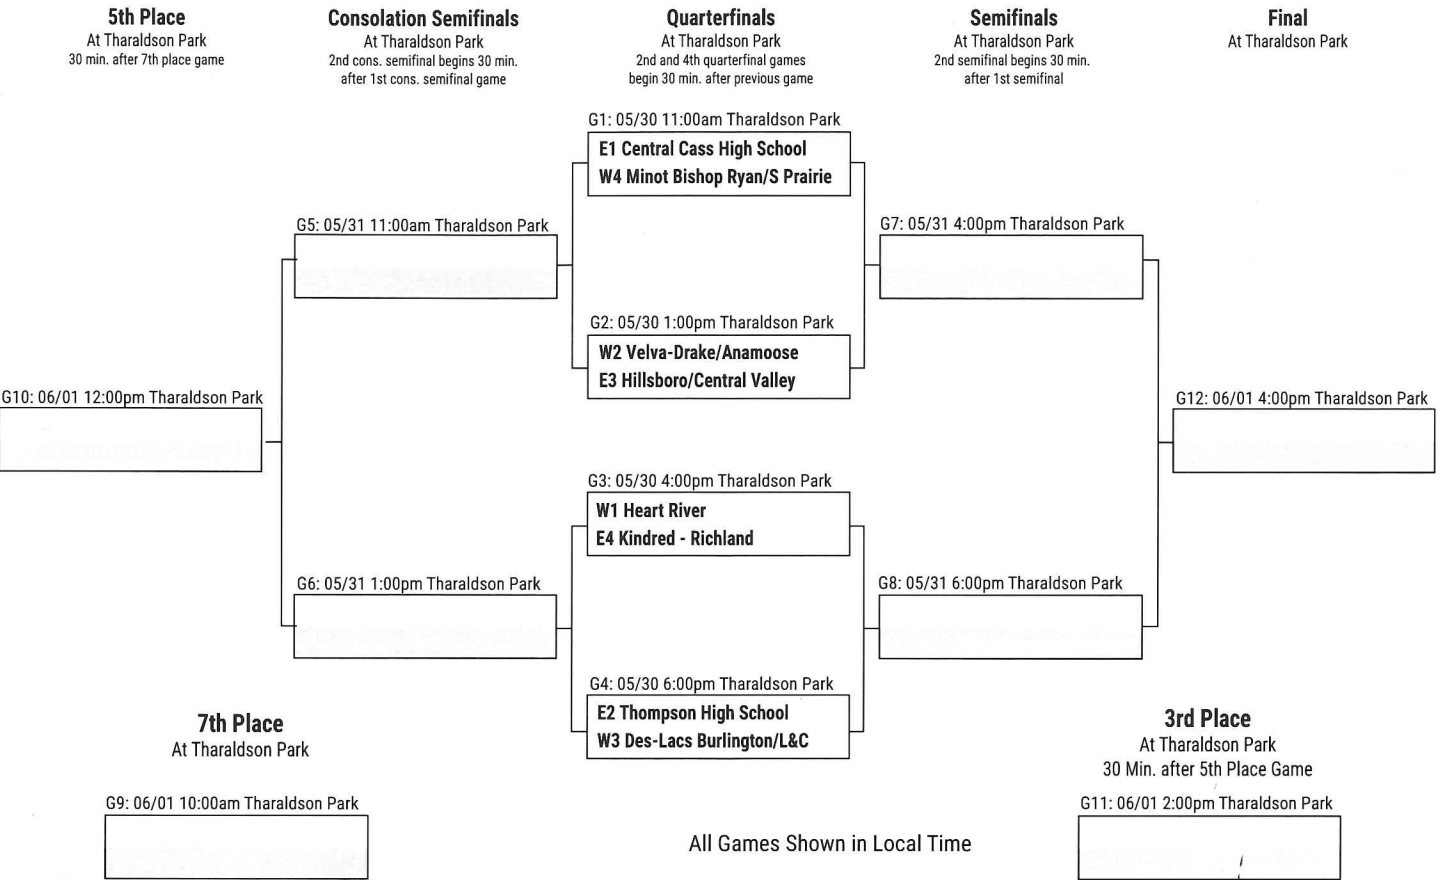 5th Place
At Tharaldson Park
30 min. after 7th place game
Consolation Semifinals
At Tharaldson Park
2nd cons. semifinal begins 30 min.
after 1st cons. semifinal game
Quarterfinals
At Tharaldson Park
2nd and 4th quarterfinal games
begin 30 min. after previous game
Semifinals
At Tharaldson Park
2nd semifinal begins 30 min.
after 1st semifinal
Final
At Tharaldson Park
G1: 05/30 11:00am Tharaldson Park
E1 Central Cass High School
W4 Minot Bishop Ryan/S Prairie
G5: 05/31 11:00am Tharaldson Park
G7: 05/31 4:00pm Tharaldson Park
G2: 05/30 1:00pm Tharaldson Park
W2 Velva-Drake/Anamoose
E3 Hillsboro/Central Valley
G10: 06/01 12:00pm Tharaldson Park
G12: 06/01 4:00pm Tharaldson Park
G3: 05/30 4:00pm Tharaldson Park
W1 Heart River
E4 Kindred - Richland
G6: 05/31 1:00pm Tharaldson Park
G8: 05/31 6:00pm Tharaldson Park
G4: 05/30 6:00pm Tharaldson Park
E2 Thompson High School
W3 Des-Lacs Burlington/L&C
7th Place
At Tharaldson Park
G9: 06/01 10:00am Tharaldson Park
3rd Place
At Tharaldson Park
30 Min. after 5th Place Game
G11: 06/01 2:00pm Tharaldson Park
All Games Shown in Local Time